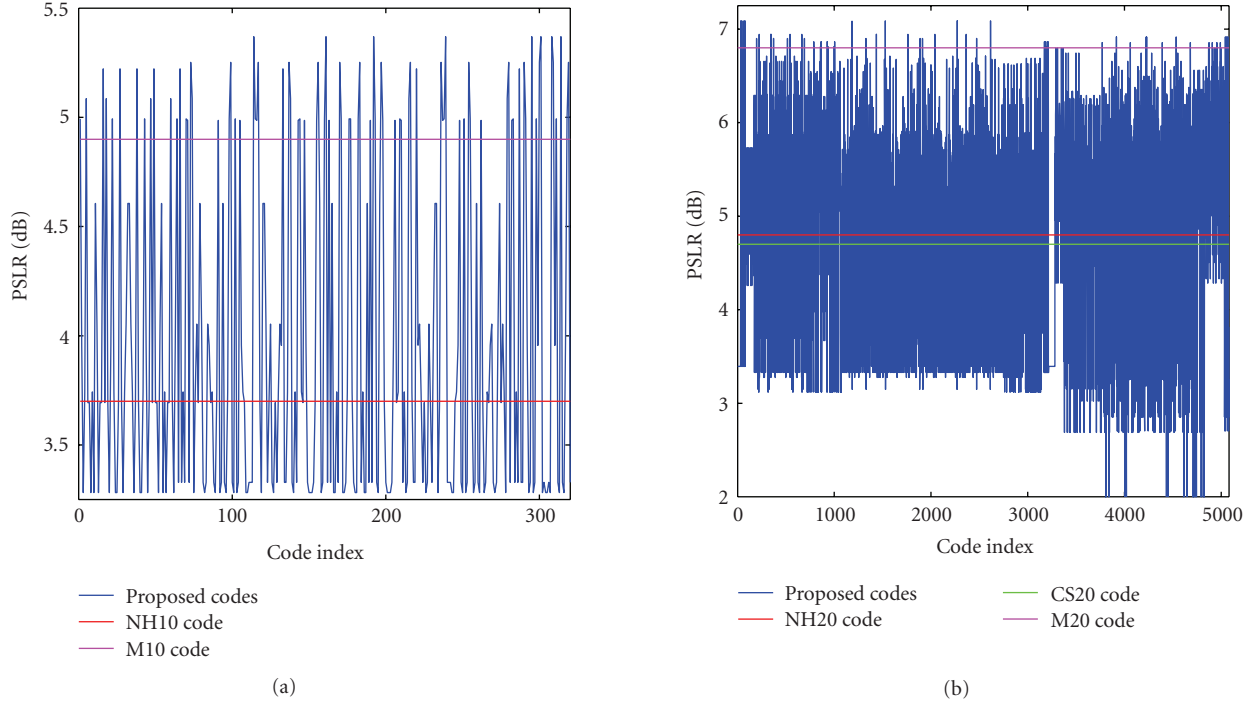 5.5
5
4.5
4
3.5
PSLR (dB)
0
100
200
300
Code index
Proposed codes
NH10 code
M10 code
(a)
7
6
5
4
3
2
PSLR (dB)
0
1000
2000
3000
4000
5000
Code index
Proposed codes
NH20 code
CS20 code
M20 code
(b)